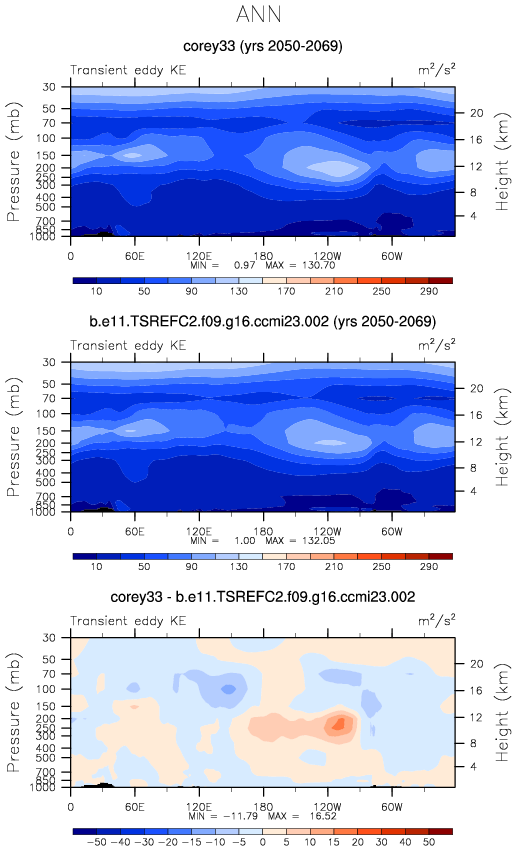 ANN
corey33 (yrs 2050-2069)
Transient eddy KE m²/s²
Pressure (mb)
30
50
70
100
150
200
250
300
400
500
700
850
1000
20
16
12
8
4
Height (km)
0 60E 120E 180 120W 60W
MIN = 0.97 MAX = 130.70
10 50 90 130 170 210 250 290
b.e11.TSREFC2.f09.g16.ccmi23.002 (yrs 2050-2069)
Transient eddy KE m²/s²
Pressure (mb)
30
50
70
100
150
200
250
300
400
500
700
850
1000
20
16
12
8
4
Height (km)
0 60E 120E 180 120W 60W
MIN = 1.00 MAX = 132.05
10 50 90 130 170 210 250 290
corey33 - b.e11.TSREFC2.f09.g16.ccmi23.002
Transient eddy KE m²/s²
Pressure (mb)
30
50
70
100
150
200
250
300
400
500
700
850
1000
20
16
12
8
4
Height (km)
0 60E 120E 180 120W 60W
MIN = −11.79 MAX = 16.52
−50 −40 −30 −20 −15 −10 −5 0 5 10 15 20 30 40 50